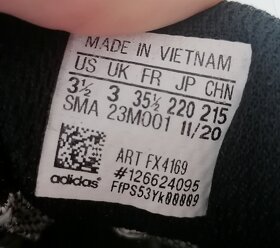 MADE IN VIETNAM
US UK FR JP CHN
3½ 3 35½ 220 215
SMA 23M001 11/20
ART FX4169
#126624095
adidas FfPS53Yk00009